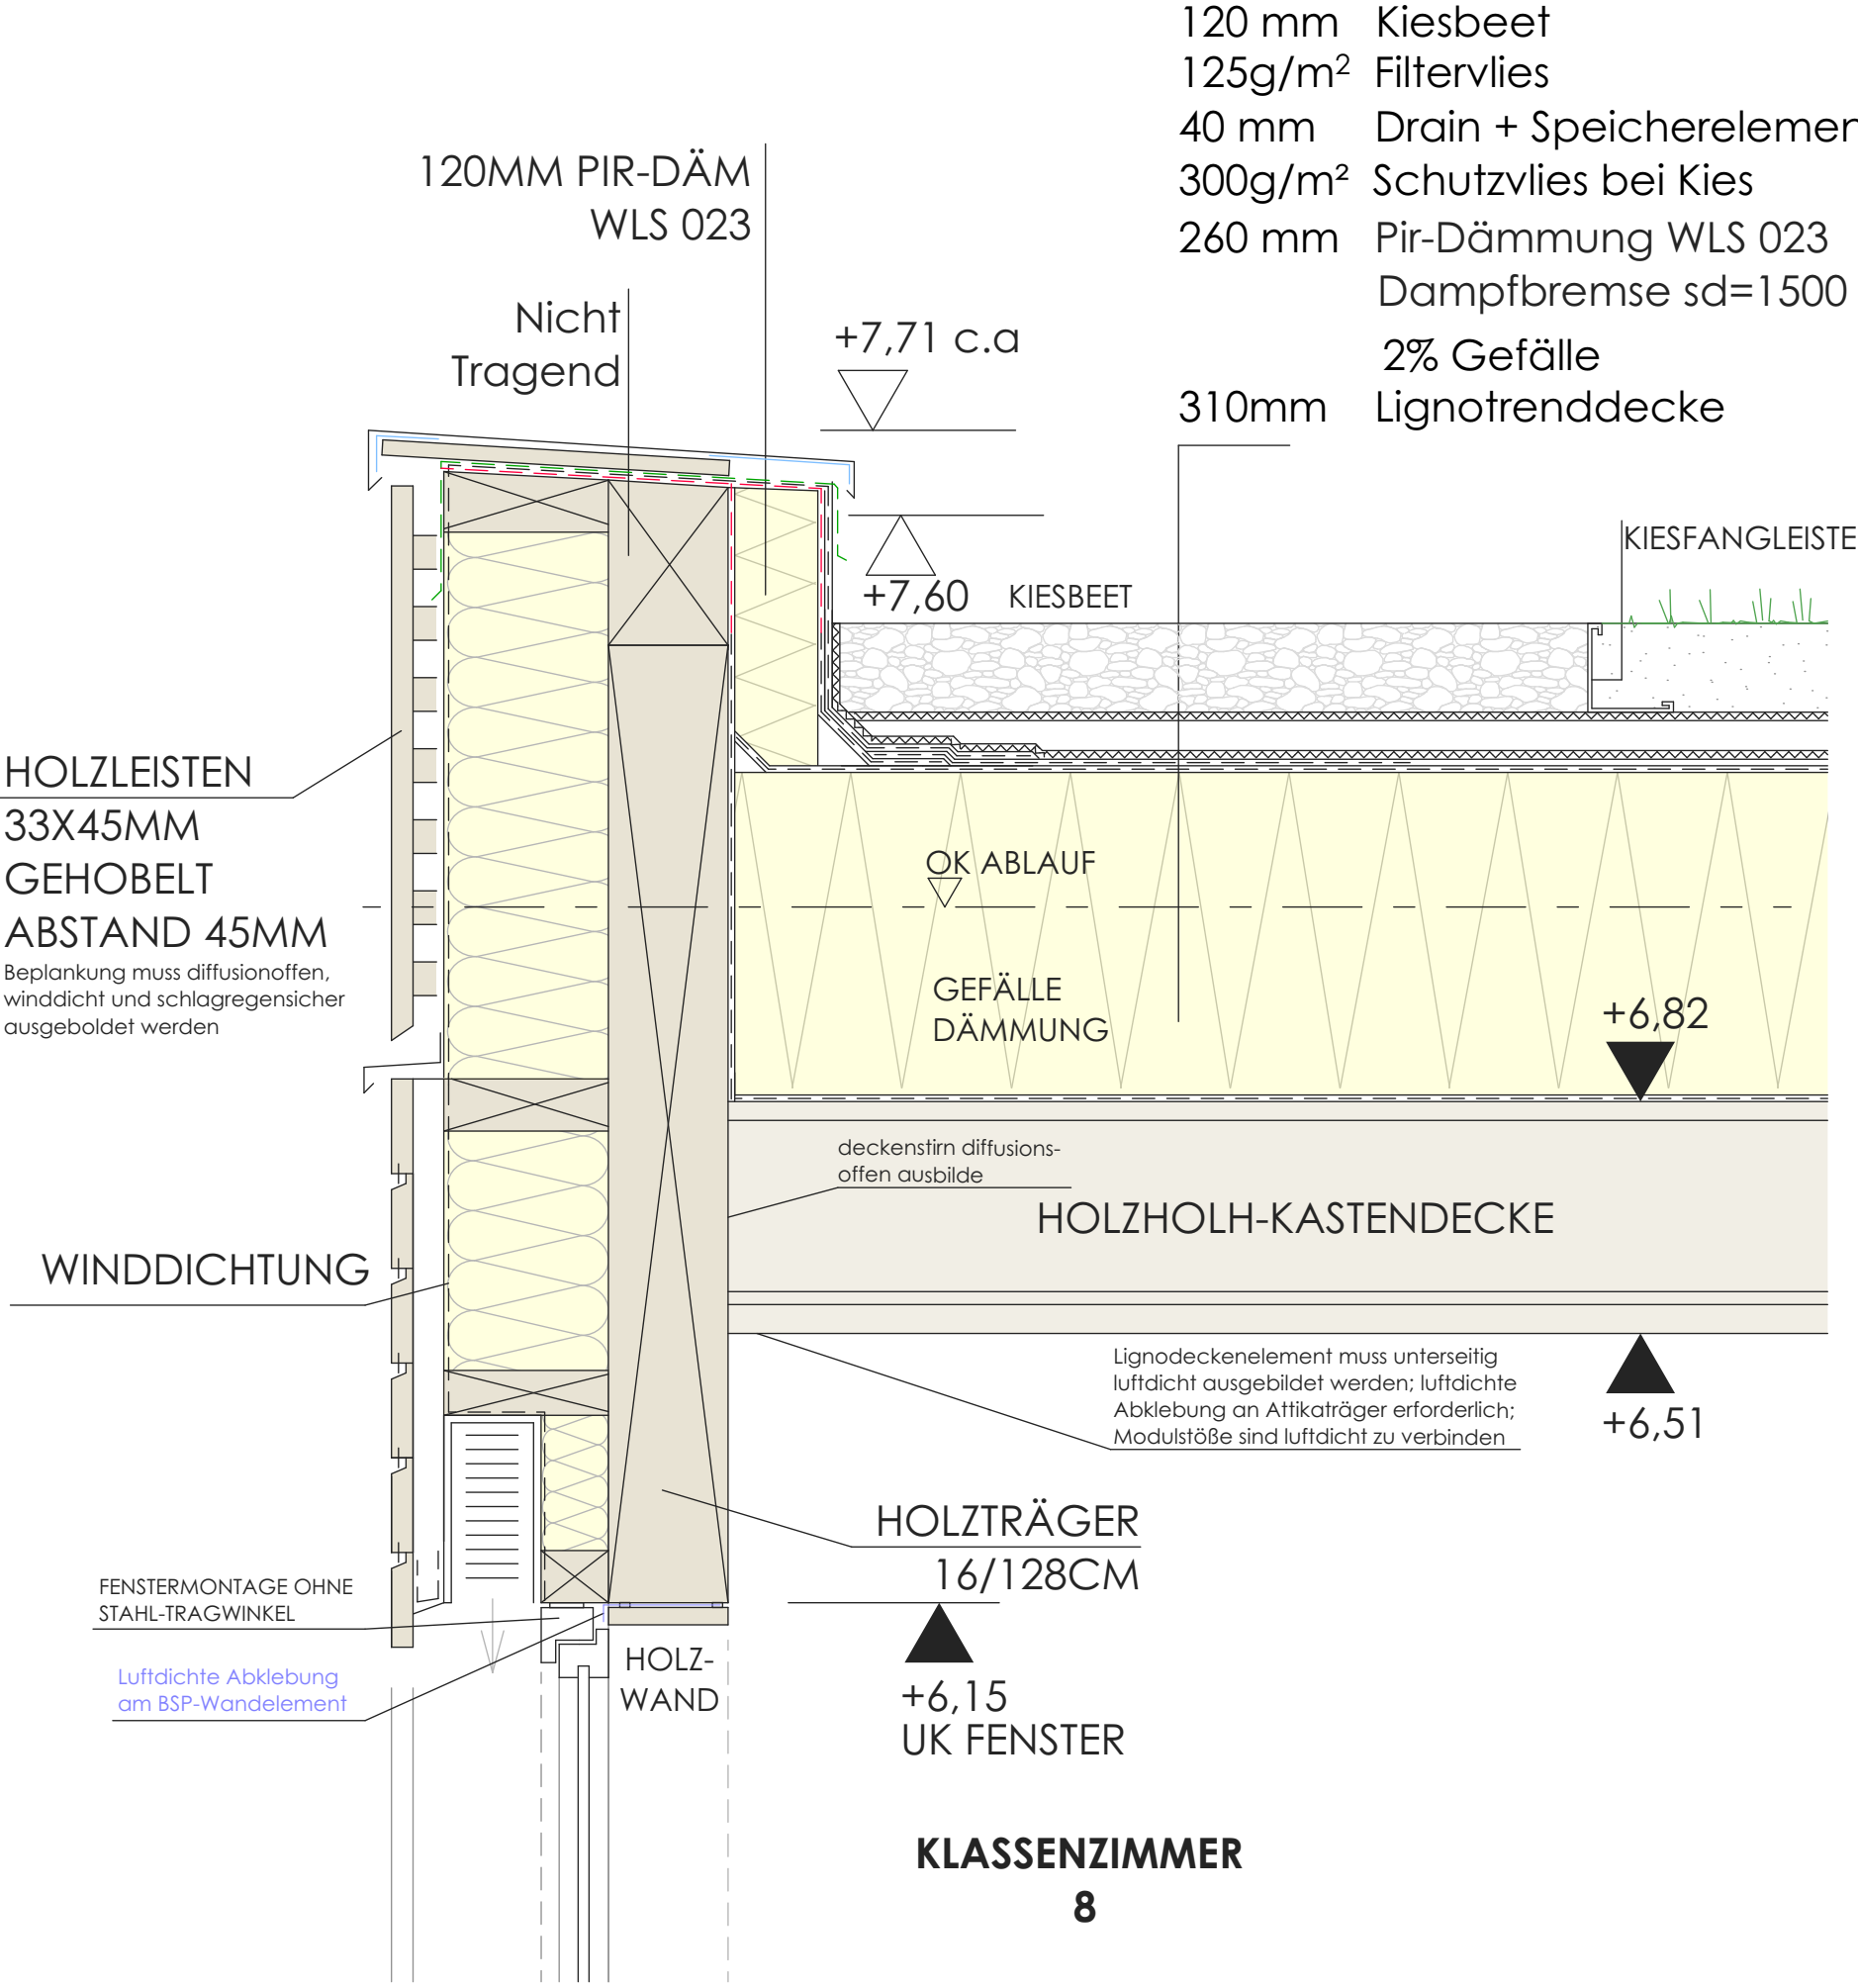 120 mm Kiesbeet
125g/m² Filtervlies
40 mm Drain + Speicherelemen
300g/m² Schutzvlies bei Kies
260 mm Pir-Dämmung WLS 023
Dampfbremse sd=1500
2% Gefälle
310mm Lignotrenddecke
120MM PIR-DÄM
WLS 023
Nicht
Tragend
+7,71 c.a
+7,60
KIESBEET
KIESFANGLEISTE
HOLZLEISTEN
33X45MM
GEHOBELT
ABSTAND 45MM
Beplankung muss diffusionoffen,
winddicht und schlagregensicher
ausgeboldet werden
OK ABLAUF
GEFÄLLE
DÄMMUNG
+6,82
deckenstirn diffusions-
offen ausbilde
HOLZHOLH-KASTENDECKE
WINDDICHTUNG
Lignodeckenelement muss unterseitig
luftdicht ausgebildet werden; luftdichte
Abklebung an Attikaträger erforderlich;
Modulstöße sind luftdicht zu verbinden
+6,51
HOLZTRÄGER
16/128CM
FENSTERMONTAGE OHNE
STAHL-TRAGWINKEL
Luftdichte Abklebung
am BSP-Wandelement
HOLZ-
WAND
+6,15
UK FENSTER
KLASSENZIMMER
8